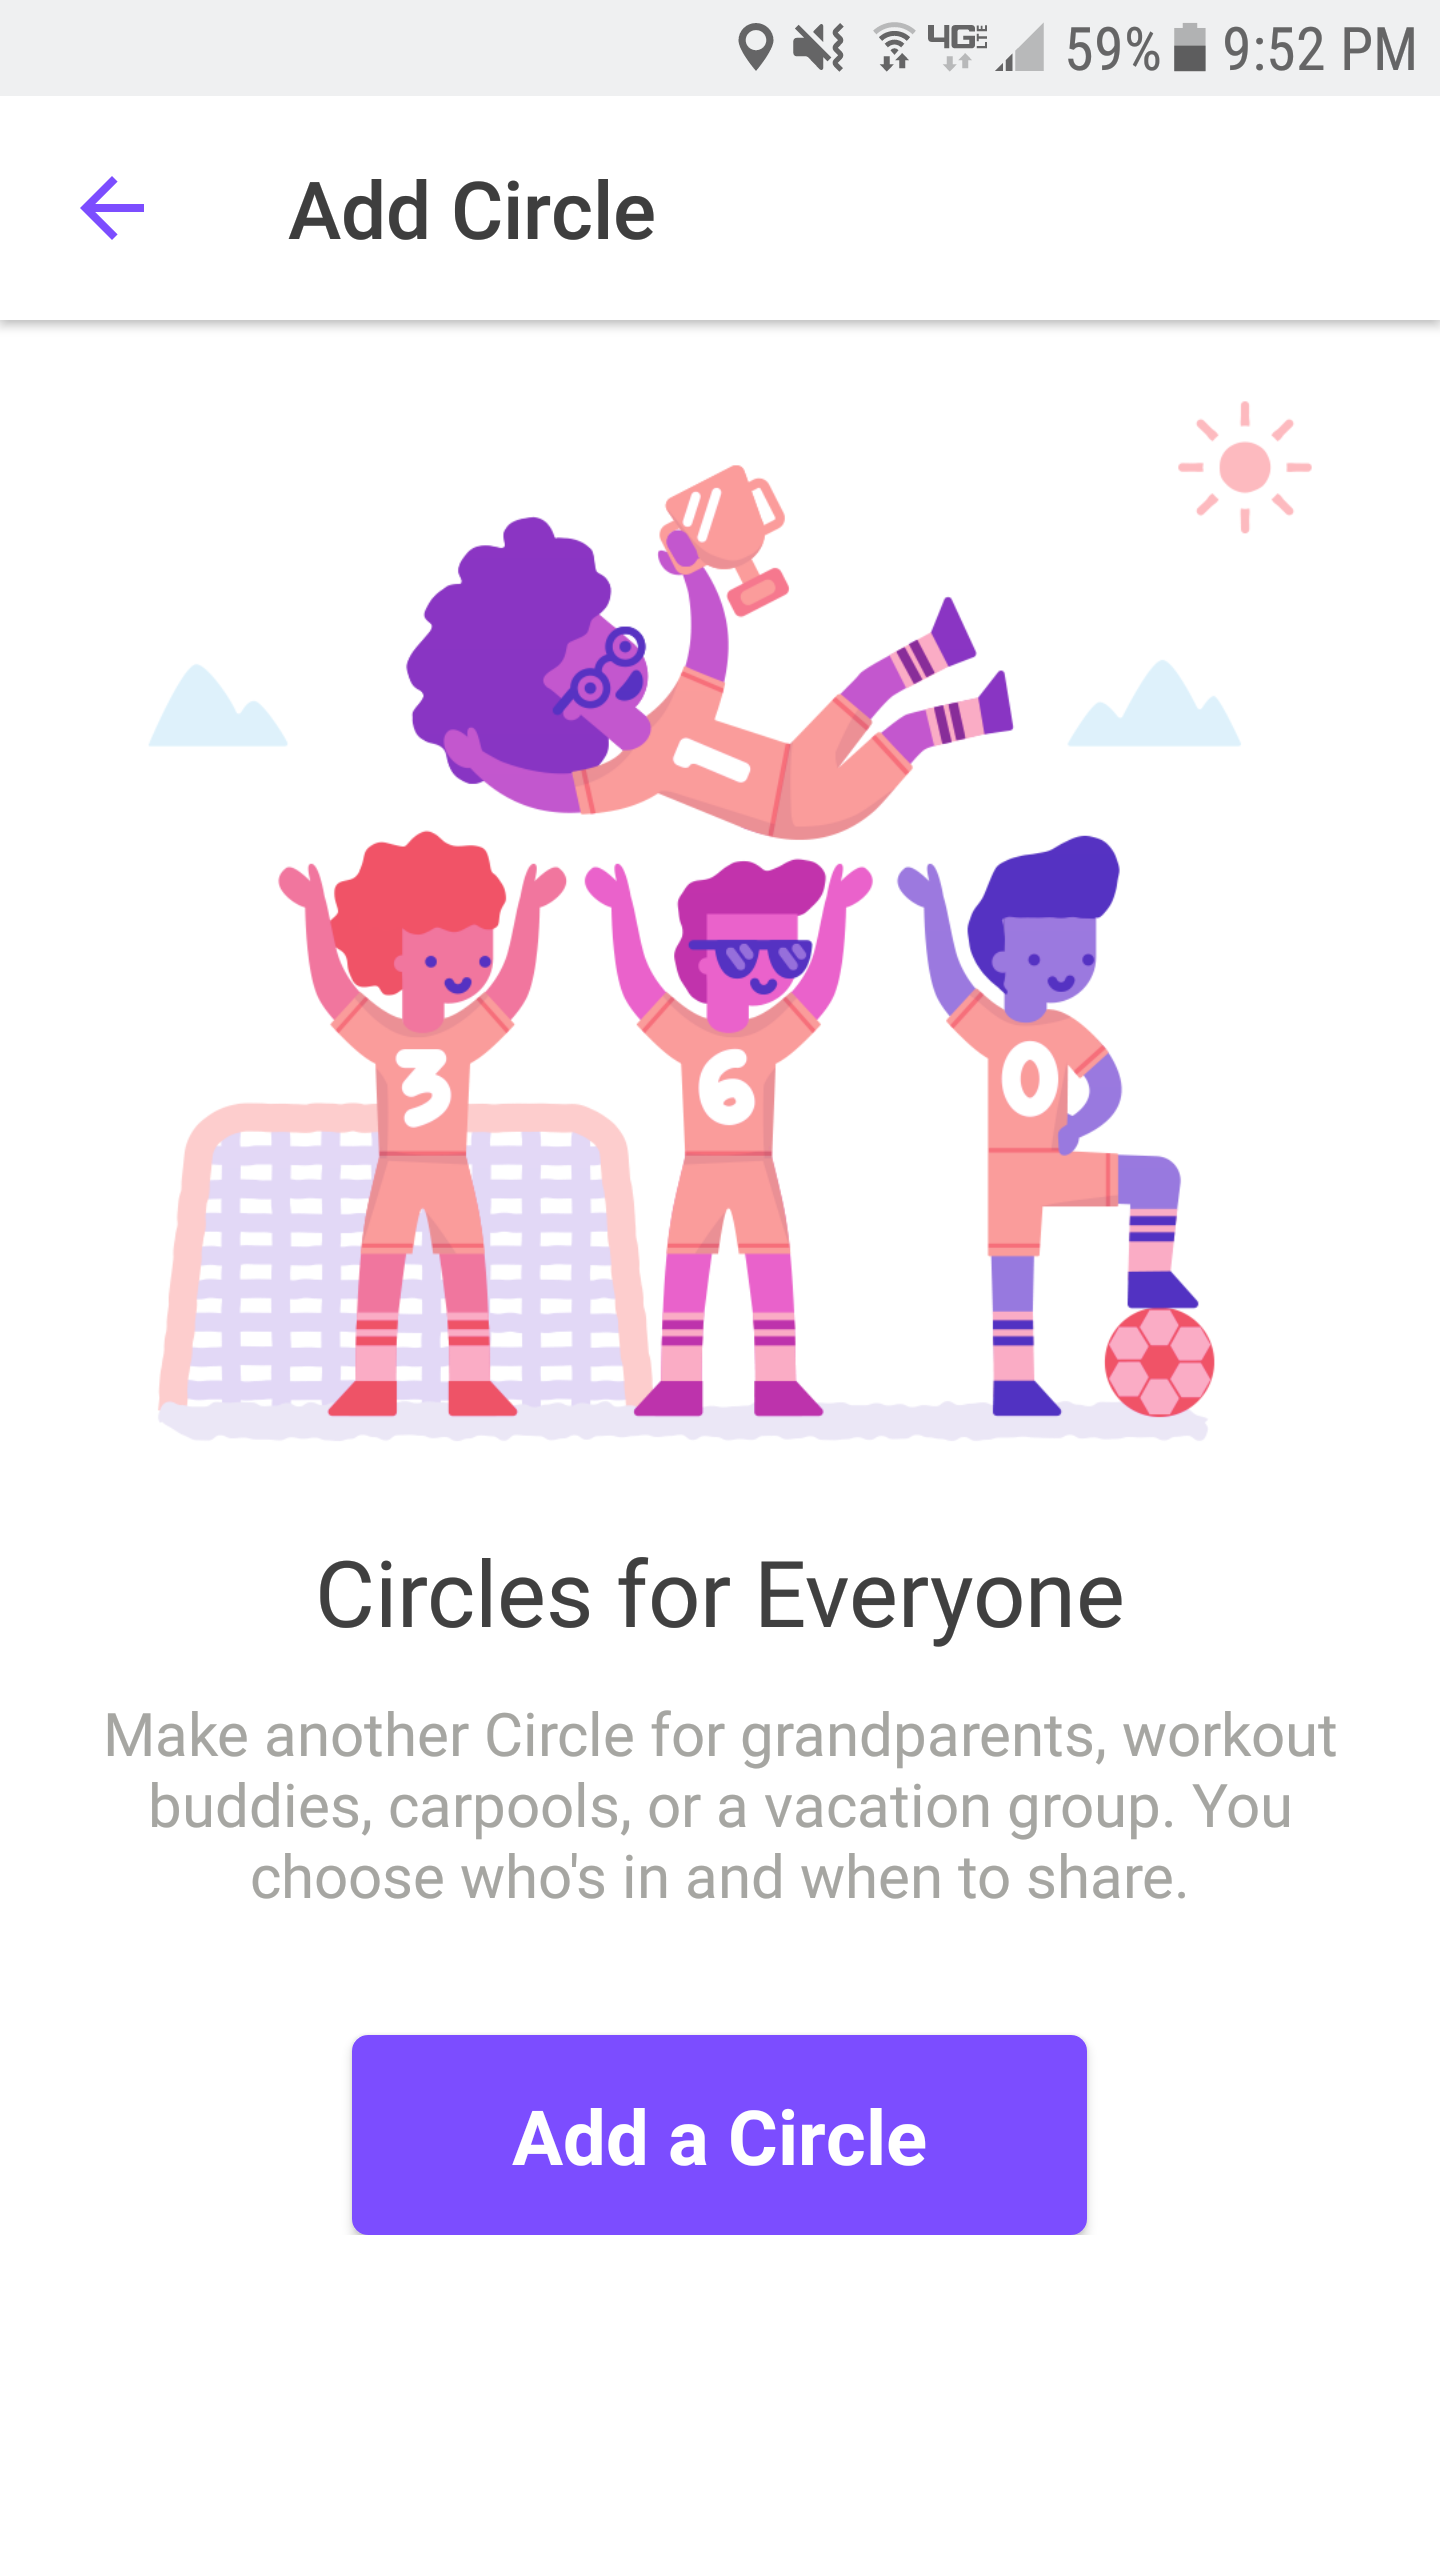 4G LTE 59% 9:52 PM
Add Circle
1
3 6 0
Circles for Everyone
Make another Circle for grandparents, workout
buddies, carpools, or a vacation group. You
choose who's in and when to share.
Add a Circle